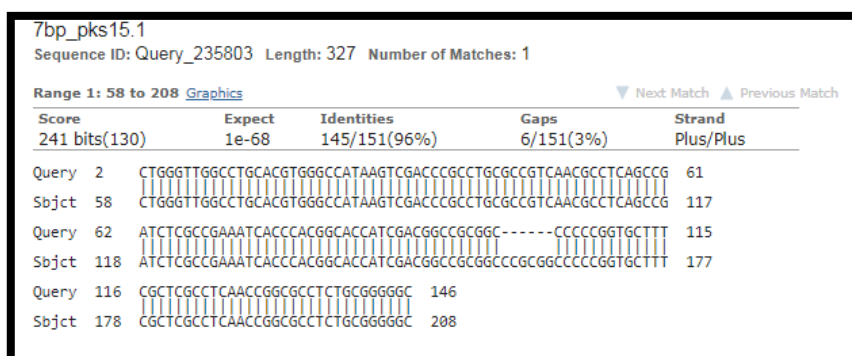 7bp_pks15.1
Sequence ID: Query_235803 Length: 327 Number of Matches: 1
Range 1: 58 to 208 Graphics ▼ Next Match ▲ Previous Match
Score Expect Identities Gaps Strand
241 bits(130) 1e-68 145/151(96%) 6/151(3%) Plus/Plus
Query 2 CTGGGTTGGCCTGCACGTGGGCCATAAGTCGACCCGCCTGCGCCGTCAACGCCTCAGCCG 61
Sbjct 58 CTGGGTTGGCCTGCACGTGGGCCATAAGTCGACCCGCCTGCGCCGTCAACGCCTCAGCCG 117
Query 62 ATCTCGCCGAAATCACCCACGGCACCATCGACGGCCGCGGC------CCCCCGGTGCTTT 115
Sbjct 118 ATCTCGCCGAAATCACCCACGGCACCATCGACGGCCGCGGCCCGCGGCCCCCGGTGCTTT 177
Query 116 CGCTCGCCTCAACCGGCGCCTCTGCGGGGGC 146
Sbjct 178 CGCTCGCCTCAACCGGCGCCTCTGCGGGGGC 208